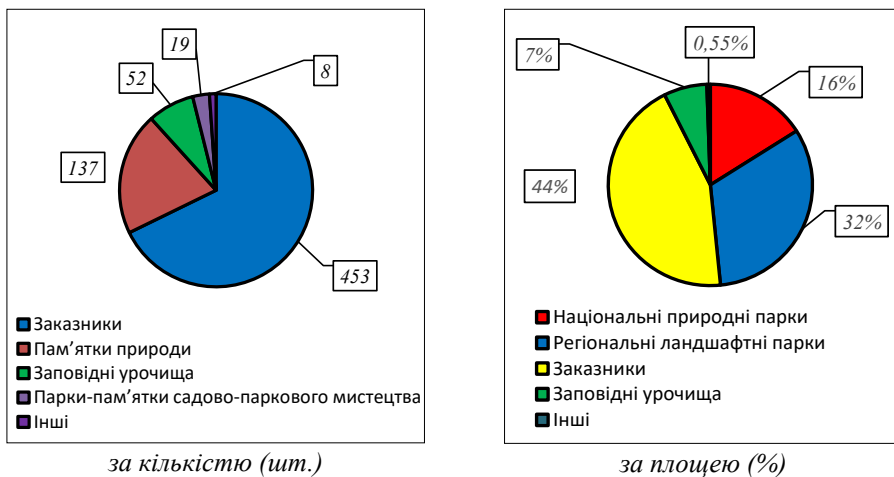 19
8
52
137
453
Заказники
Пам’ятки природи
Заповідні урочища
Парки-пам’ятки садово-паркового мистецтва
Інші
за кількістю (шт.)
7%
0,55%
16%
44%
32%
Національні природні парки
Регіональні ландшафтні парки
Заказники
Заповідні урочища
Інші
за площею (%)